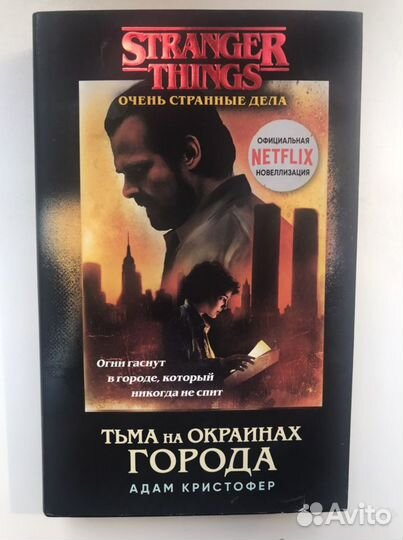 STRANGER
THINGS
ОЧЕНЬ СТРАННЫЕ ДЕЛА
ОФИЦИАЛЬНАЯ
NETFLIX
НОВЕЛЛИЗАЦИЯ
Огни гаснут
в городе, который
никогда не спит
ТЬМА НА ОКРАИНАХ
ГОРОДА
АДАМ КРИСТОФЕР
Avito